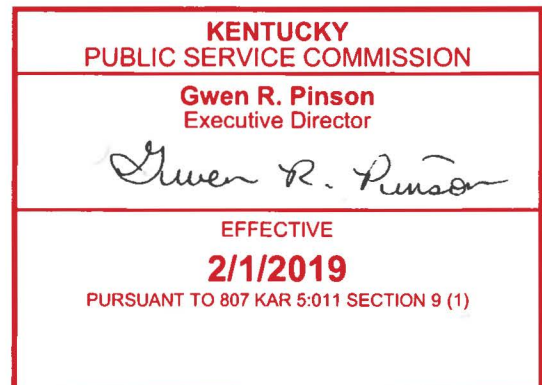 KENTUCKY
PUBLIC SERVICE COMMISSION
Gwen R. Pinson
Executive Director
Gwen R. Pinson
EFFECTIVE
2/1/2019
PURSUANT TO 807 KAR 5:011 SECTION 9 (1)